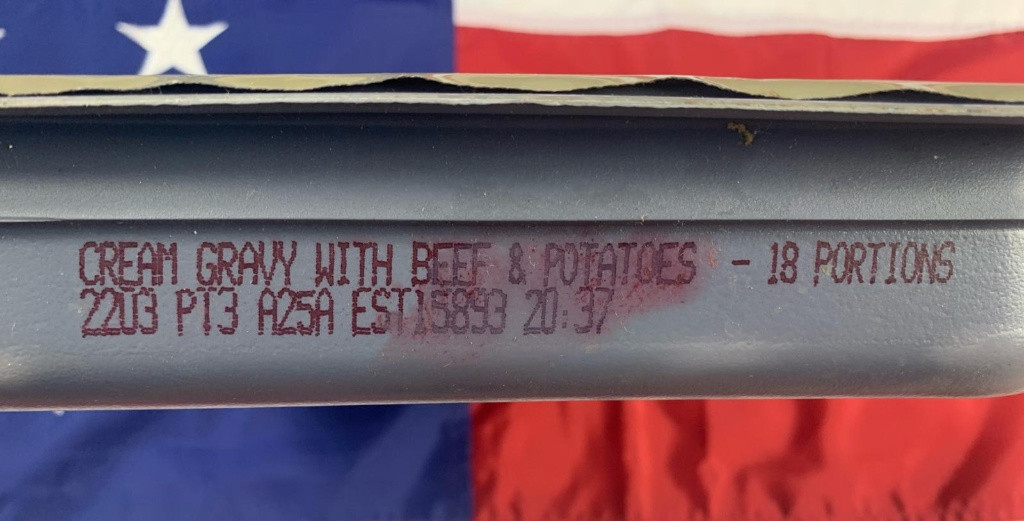 CREAM GRAVY WITH BEEF & POTATOES - 18 PORTIONS
2203 PT3 A25A EST15893 20:37